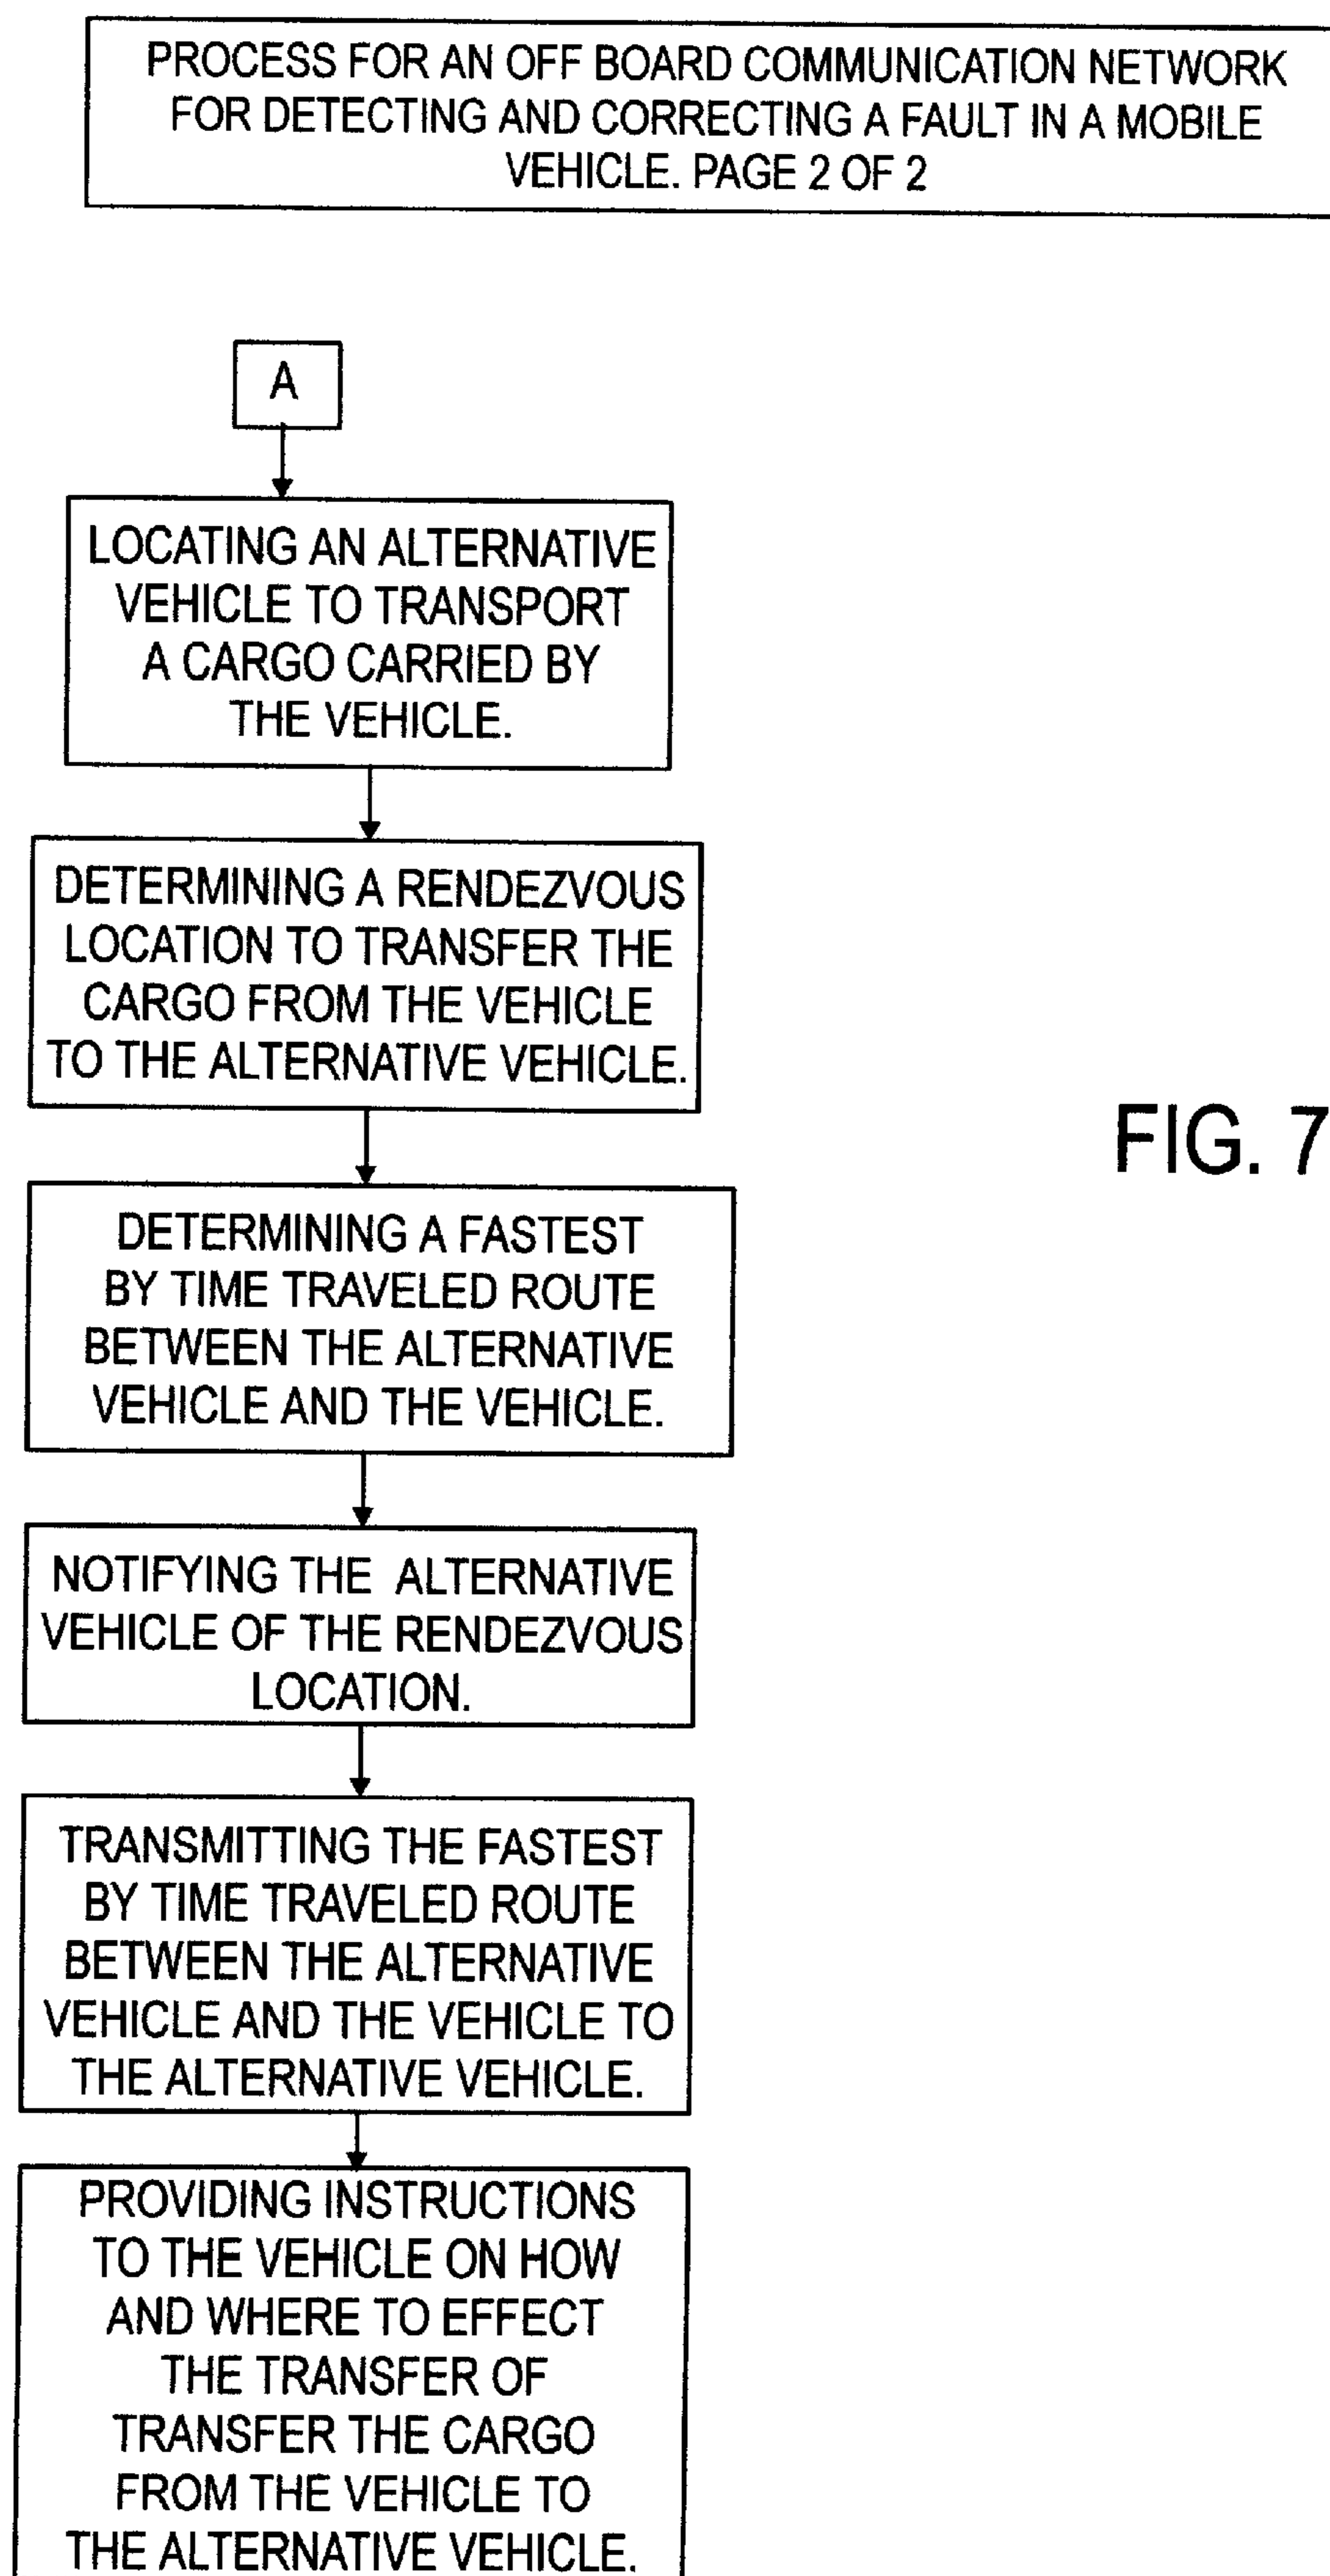 PROCESS FOR AN OFF BOARD COMMUNICATION NETWORK
FOR DETECTING AND CORRECTING A FAULT IN A MOBILE
VEHICLE. PAGE 2 OF 2
A
LOCATING AN ALTERNATIVE
VEHICLE TO TRANSPORT
A CARGO CARRIED BY
THE VEHICLE.
DETERMINING A RENDEZVOUS
LOCATION TO TRANSFER THE
CARGO FROM THE VEHICLE
TO THE ALTERNATIVE VEHICLE.
FIG. 7
DETERMINING A FASTEST
BY TIME TRAVELED ROUTE
BETWEEN THE ALTERNATIVE
VEHICLE AND THE VEHICLE.
NOTIFYING THE ALTERNATIVE
VEHICLE OF THE RENDEZVOUS
LOCATION.
TRANSMITTING THE FASTEST
BY TIME TRAVELED ROUTE
BETWEEN THE ALTERNATIVE
VEHICLE AND THE VEHICLE TO
THE ALTERNATIVE VEHICLE.
PROVIDING INSTRUCTIONS
TO THE VEHICLE ON HOW
AND WHERE TO EFFECT
THE TRANSFER OF
TRANSFER THE CARGO
FROM THE VEHICLE TO
THE ALTERNATIVE VEHICLE.